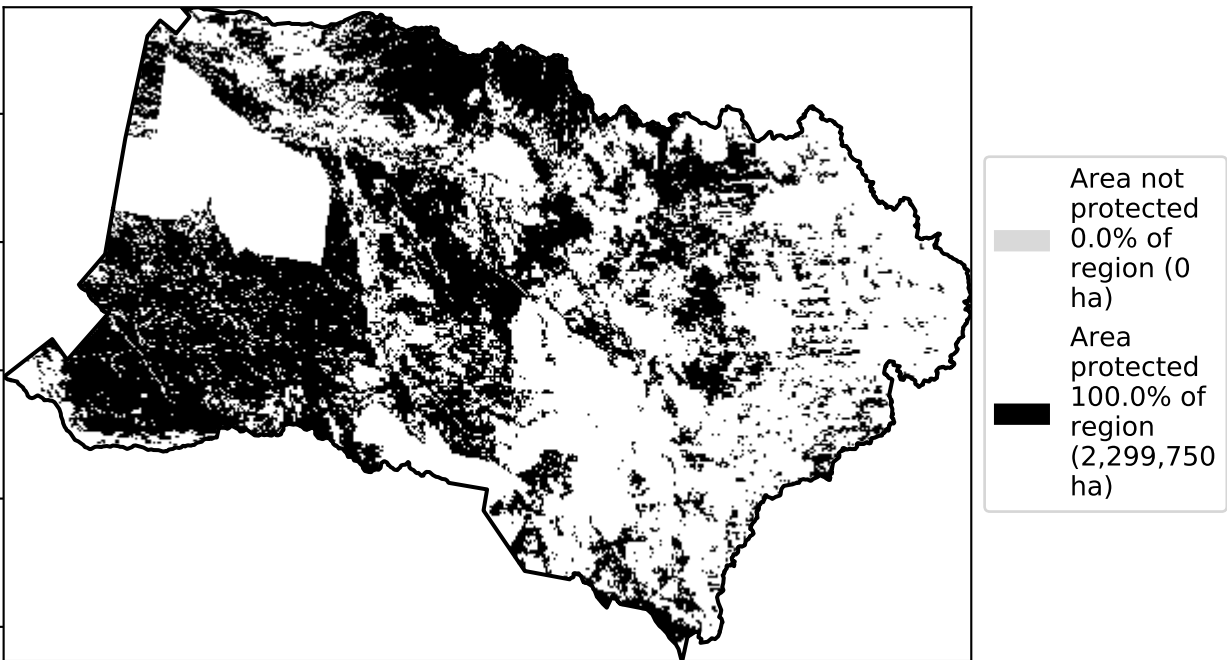 Area not
protected
0.0% of
region (0
ha)
Area
protected
100.0% of
region
(2,299,750
ha)